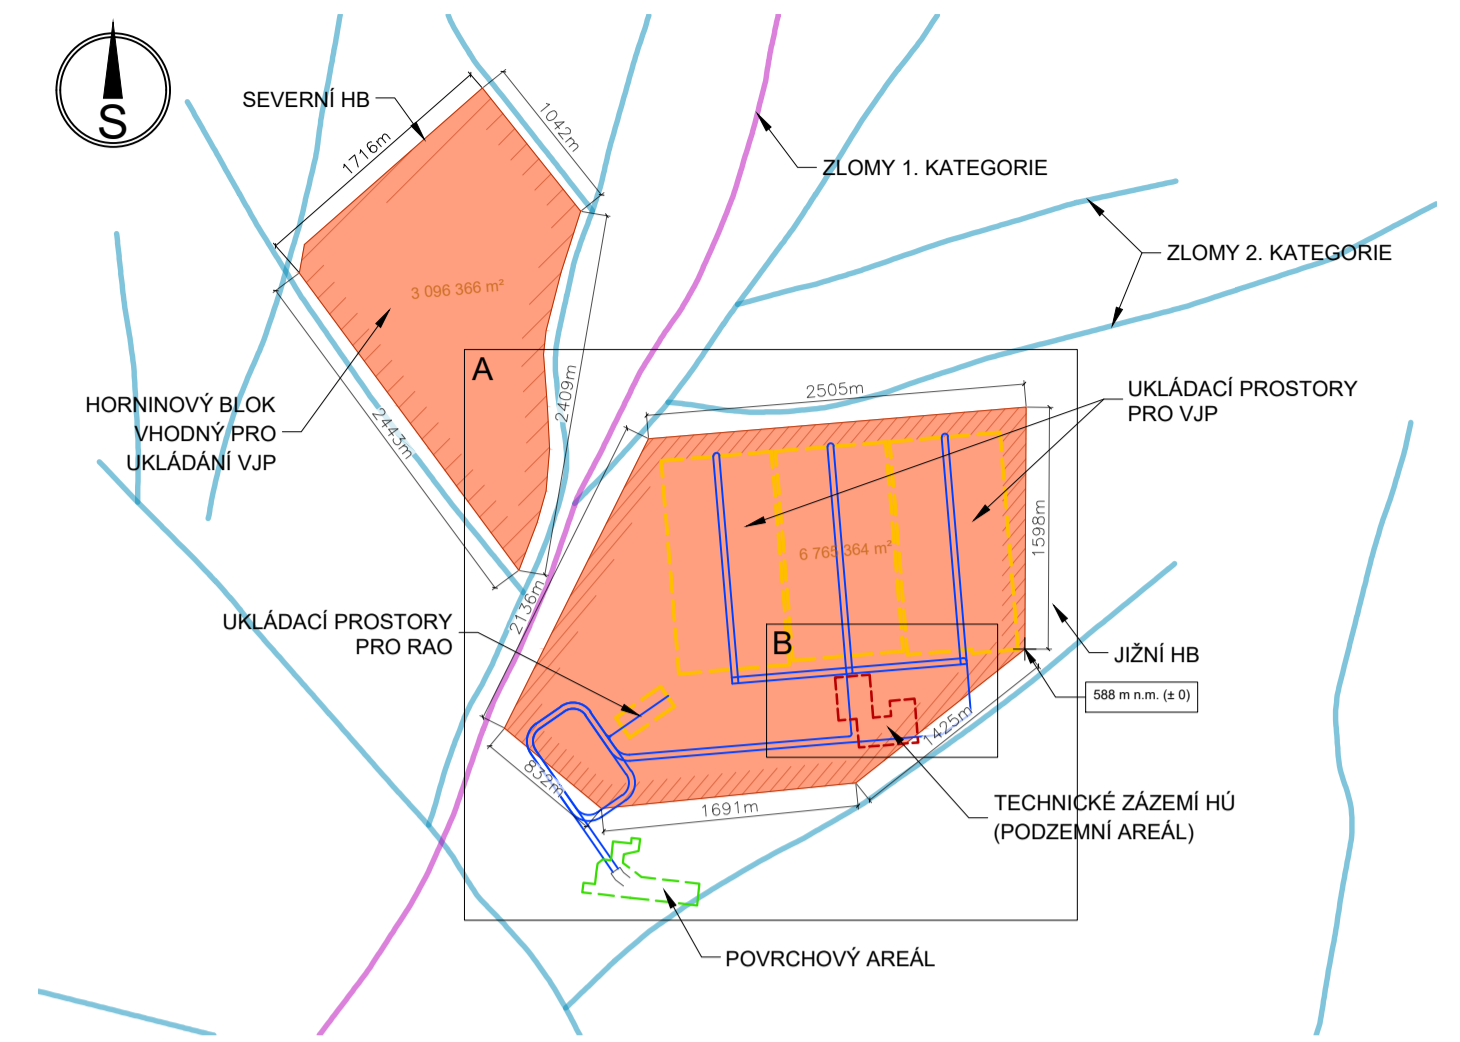 S
SEVERNÍ HB
1716m
1042m
ZLOMY 1. KATEGORIE
ZLOMY 2. KATEGORIE
3 096 366 m²
A
HORNINOVÝ BLOK
VHODNÝ PRO
UKLÁDÁNÍ VJP
2443m
2409m
2505m
UKLÁDACÍ PROSTORY
PRO VJP
1598m
6 765 364 m²
2136m
UKLÁDACÍ PROSTORY
PRO RAO
B
JIŽNÍ HB
588 m n.m. (± 0)
1425m
832m
1691m
TECHNICKÉ ZÁZEMÍ HÚ
(PODZEMNÍ AREÁL)
POVRCHOVÝ AREÁL